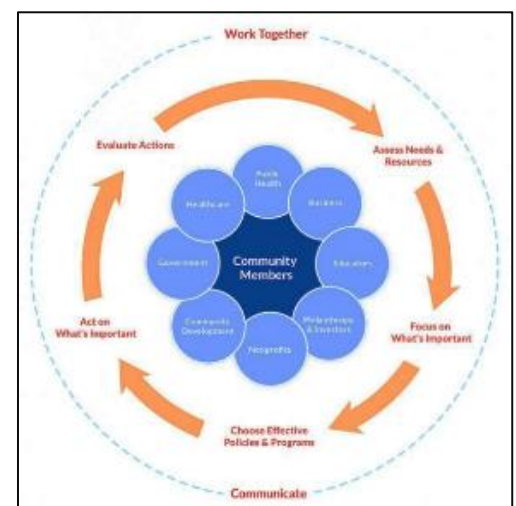 Work Together
Evaluate Actions
Assess Needs &
Resources
Public
Health
Healthcare
Business
Government
Community
Members
Education
Act on
What's Important
Community
Development
Philanthropy
& Investors
Focus on
What's Important
Nonprofits
Choose Effective
Policies & Programs
Communicate